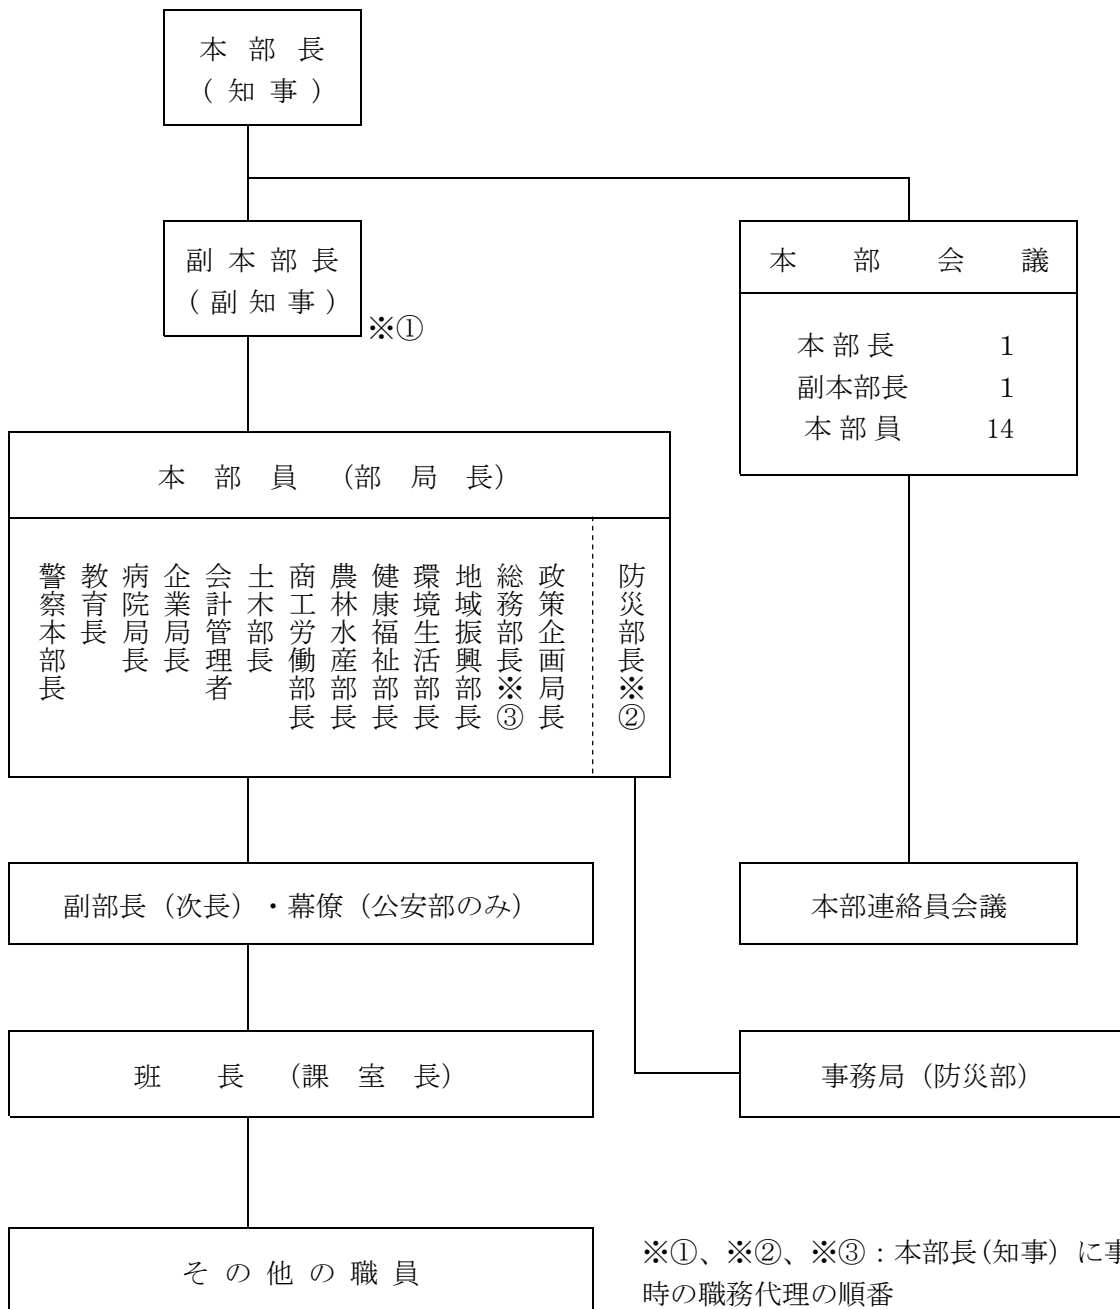 本部長
(知事)
副本部長
(副知事)
※①
本部会議
本部長 1
副本部長 1
本部員 14
本部員 (部局長)
防災部長※②
政策企画局長
総務部長※③
地域振興部長
環境生活部長
健康福祉部長
農林水産部長
商工労働部長
土木部長
会計管理者
企業局長
病院局長
教育長
警察本部長
副部長(次長)・幕僚(公安部のみ)
本部連絡員会議
班長 (課室長)
事務局(防災部)
その他の職員
※①、※②、※③:本部長(知事)に事
時の職務代理の順番